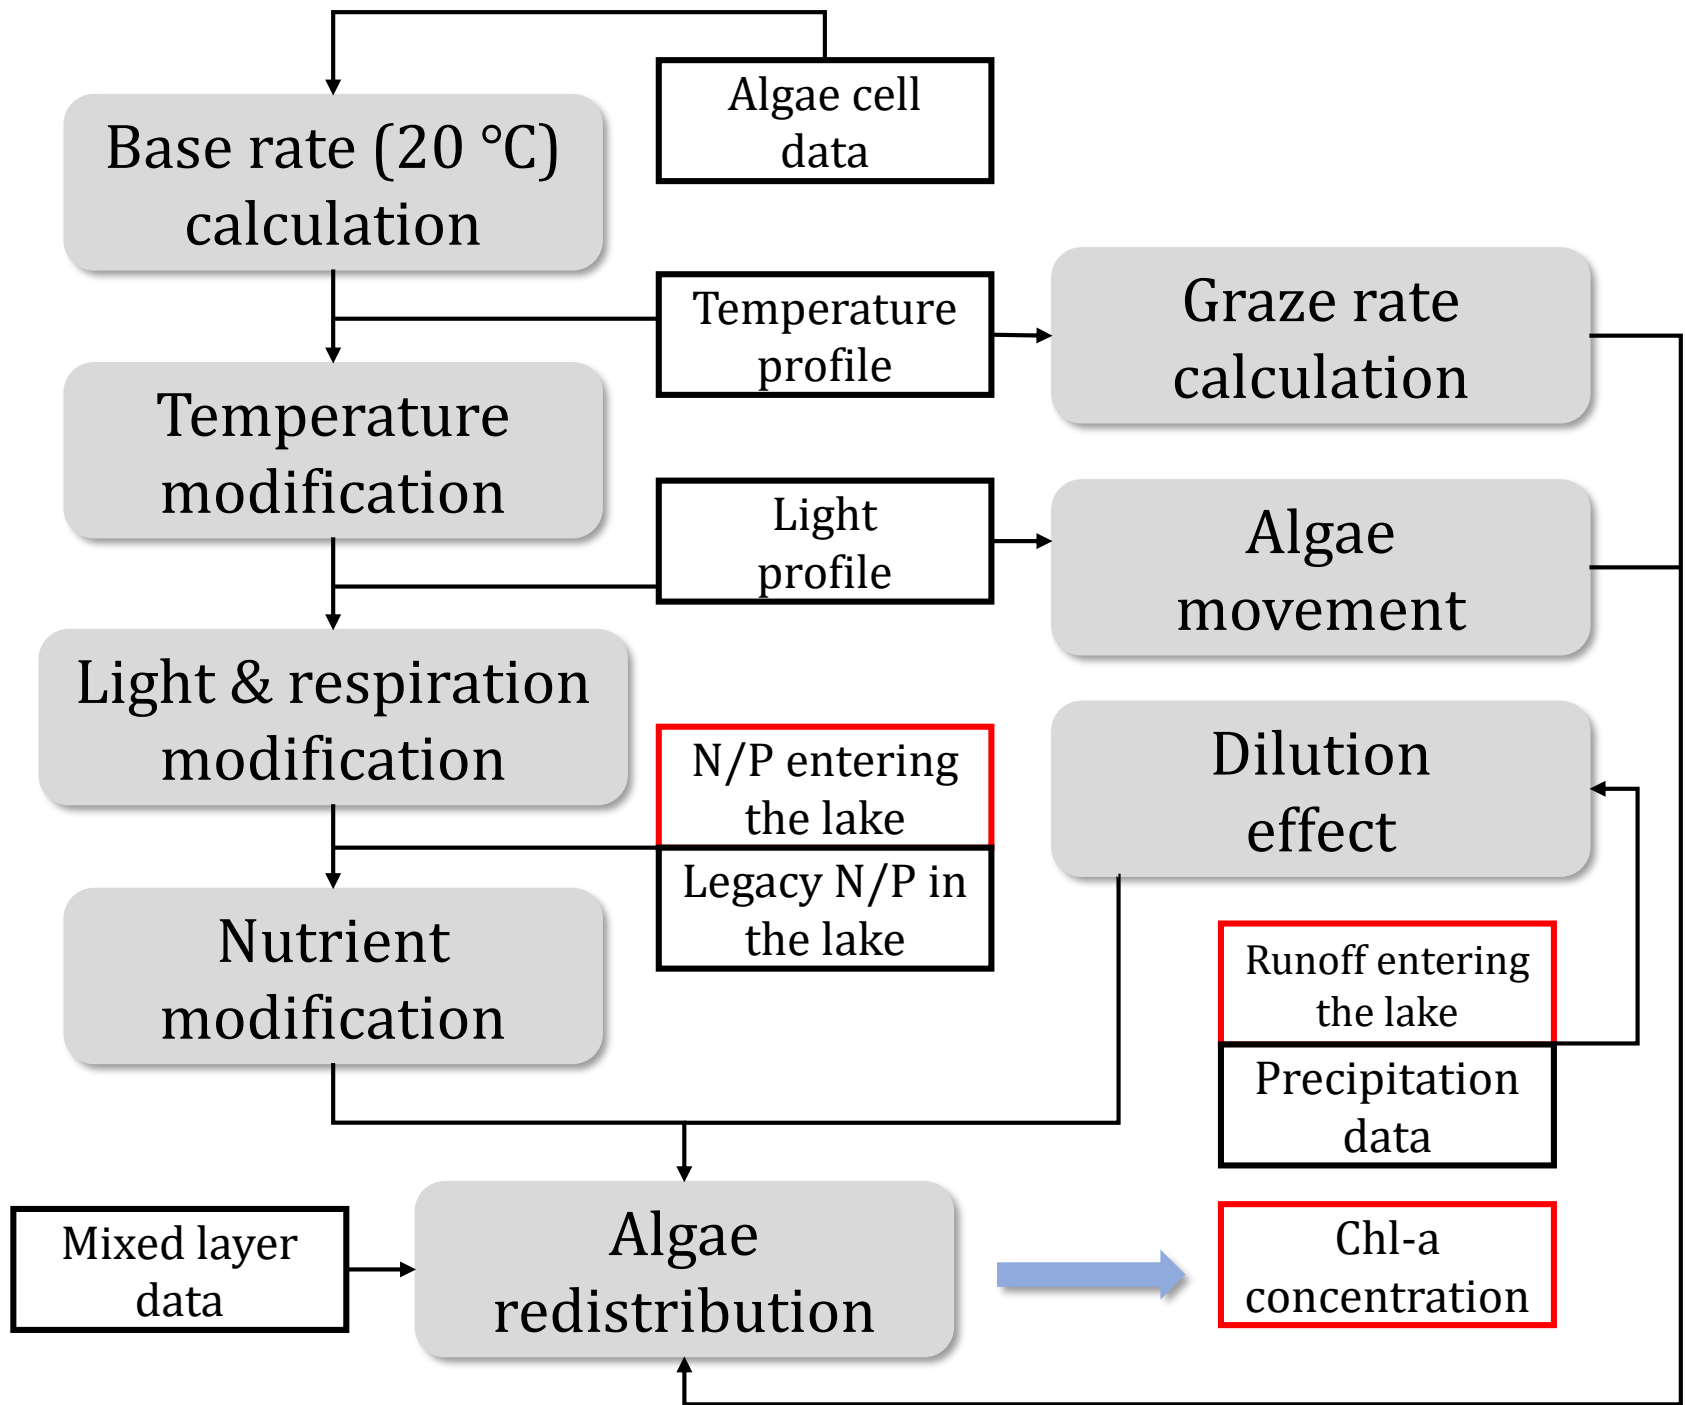 Algae cell
data
Base rate (20 °C)
calculation
Temperature
profile
Graze rate
calculation
Temperature
modification
Light
profile
Algae
movement
Light & respiration
modification
N/P entering
the lake
Dilution
effect
Legacy N/P in
the lake
Nutrient
modification
Runoff entering
the lake
Precipitation
data
Mixed layer
data
Algae
redistribution
Chl-a
concentration